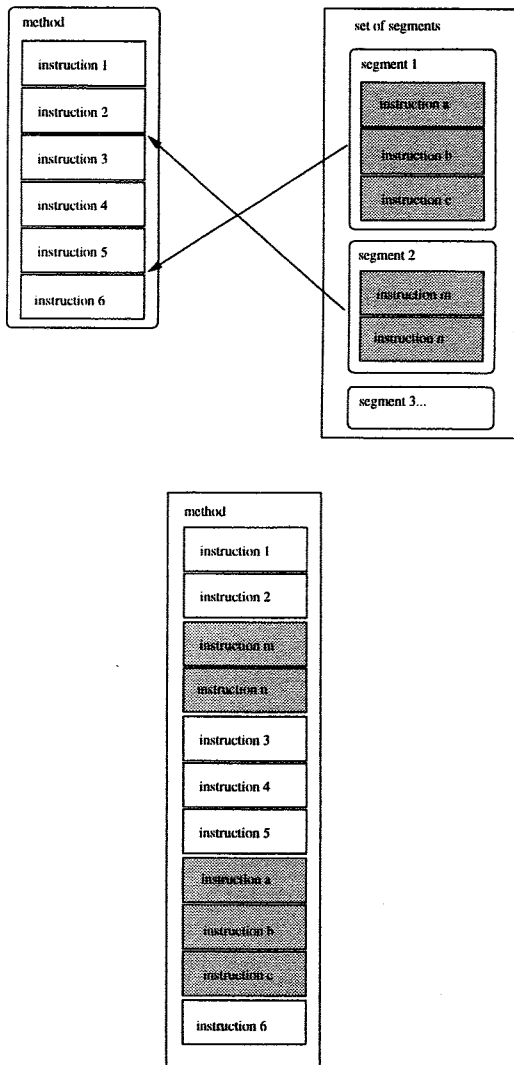 method
instruction 1
instruction 2
instruction 3
instruction 4
instruction 5
instruction 6
set of segments
segment 1
instruction a
instruction b
instruction c
segment 2
instruction m
instruction n
segment 3...
method
instruction 1
instruction 2
instruction m
instruction n
instruction 3
instruction 4
instruction 5
instruction a
instruction b
instruction c
instruction 6